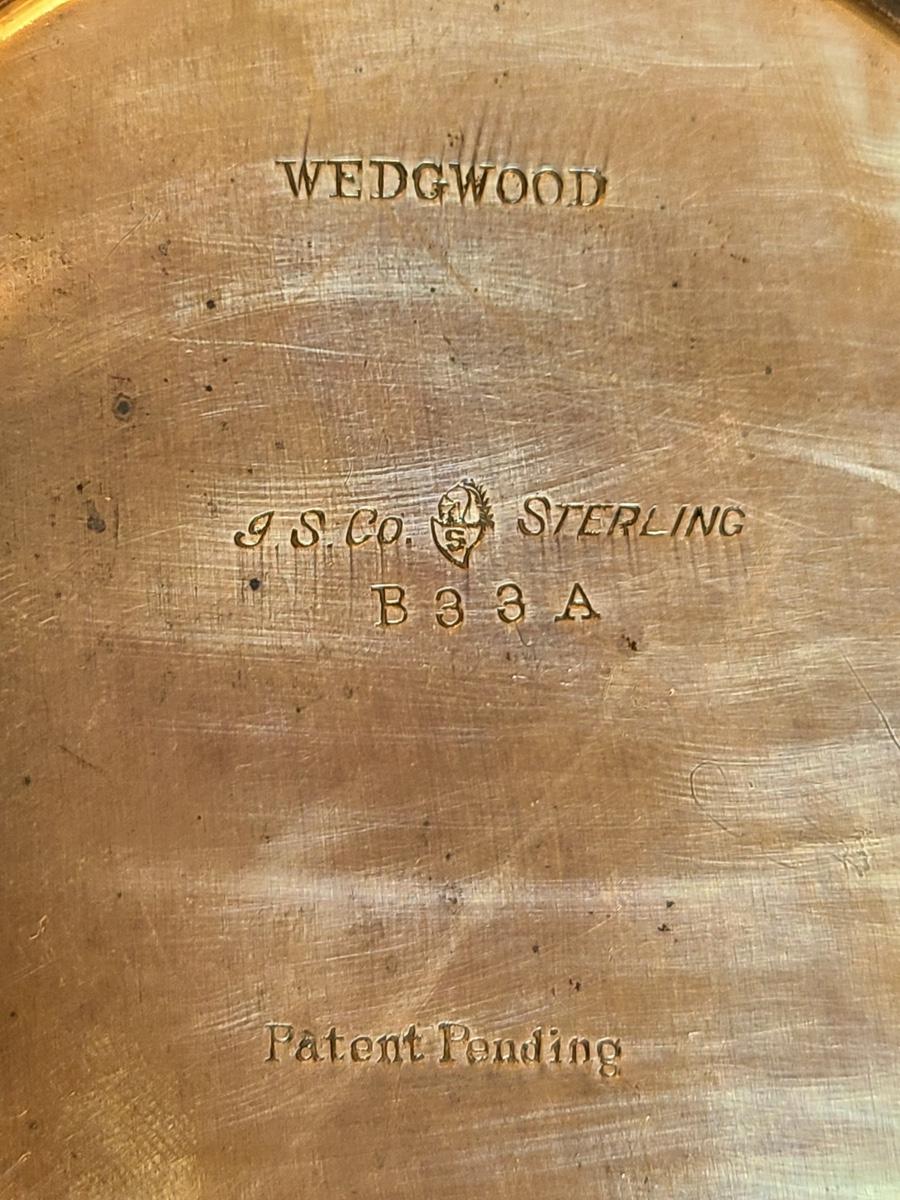 WEDGWOOD
I S. Co. S STERLING
B 3 3 A
Patent Pending